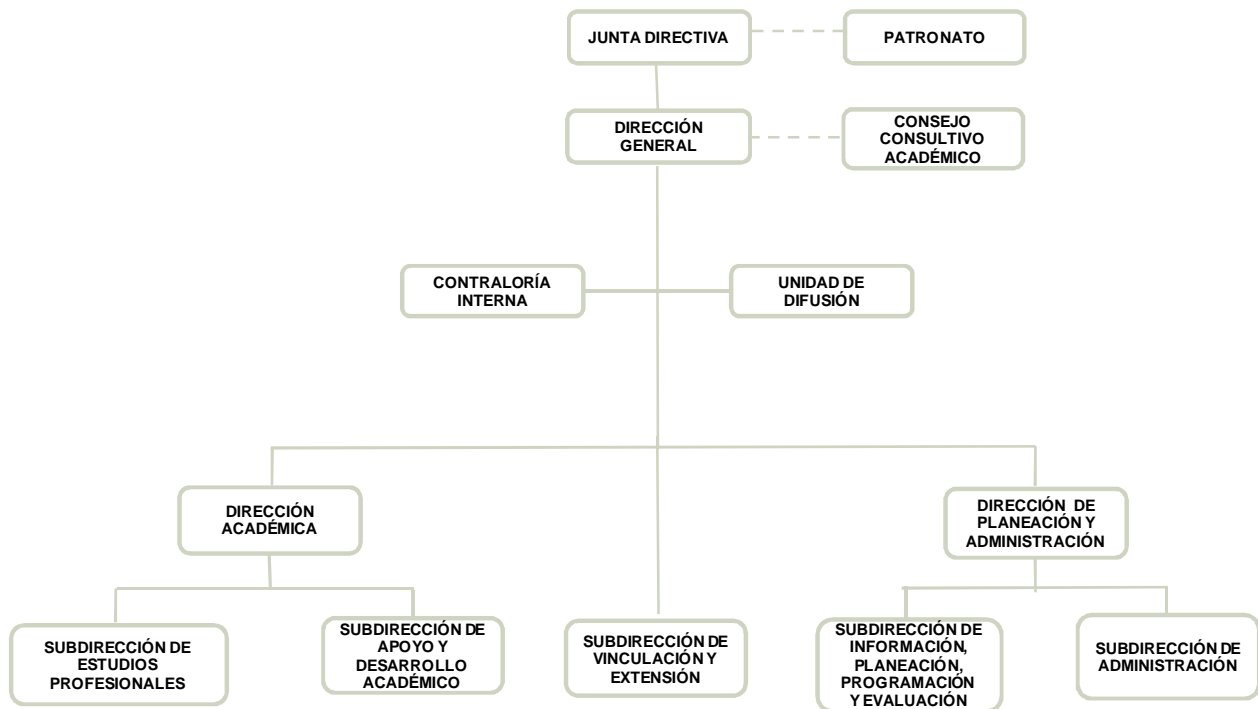 JUNTA DIRECTIVA
PATRONATO
DIRECCIÓN
GENERAL
CONSEJO
CONSULTIVO
ACADÉMICO
CONTRALORÍA
INTERNA
UNIDAD DE
DIFUSIÓN
DIRECCIÓN
ACADÉMICA
DIRECCIÓN DE
PLANEACIÓN Y
ADMINISTRACIÓN
SUBDIRECCIÓN DE
ESTUDIOS
PROFESIONALES
SUBDIRECCIÓN DE
APOYO Y
DESARROLLO
ACADÉMICO
SUBDIRECCIÓN DE
VINCULACIÓN Y
EXTENSIÓN
SUBDIRECCIÓN DE
INFORMACIÓN,
PLANEACIÓN,
PROGRAMACIÓN
Y EVALUACIÓN
SUBDIRECCIÓN DE
ADMINISTRACIÓN